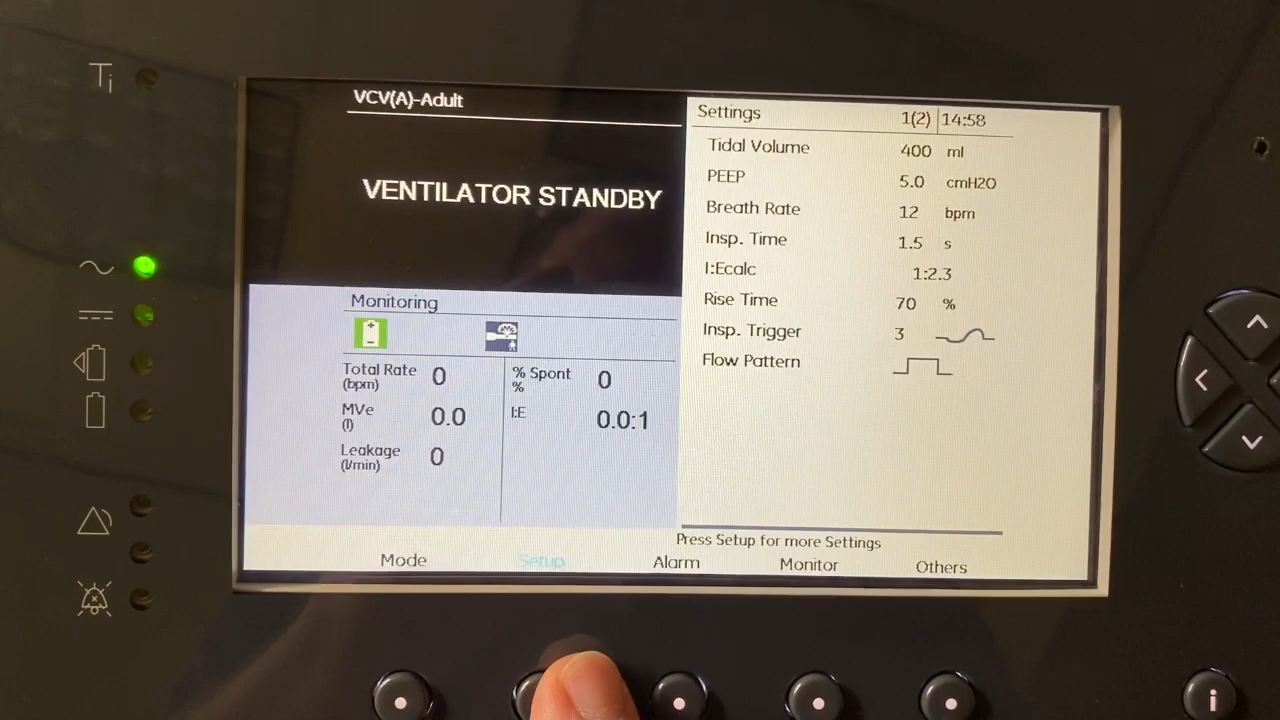 Ti
VCV(A)-Adult
VENTILATOR STANDBY
Settings 1(2) 14:58
Tidal Volume 400 ml
PEEP 5.0 cmH2O
Breath Rate 12 bpm
Insp. Time 1.5 s
I:Ecalc 1:2.3
Rise Time 70 %
Insp. Trigger 3
Flow Pattern
Monitoring
Total Rate (bpm) 0
% Spont % 0
MVe (l) 0.0
I:E 0.0:1
Leakage (l/min) 0
Press Setup for more Settings
Mode Setup Alarm Monitor Others
i